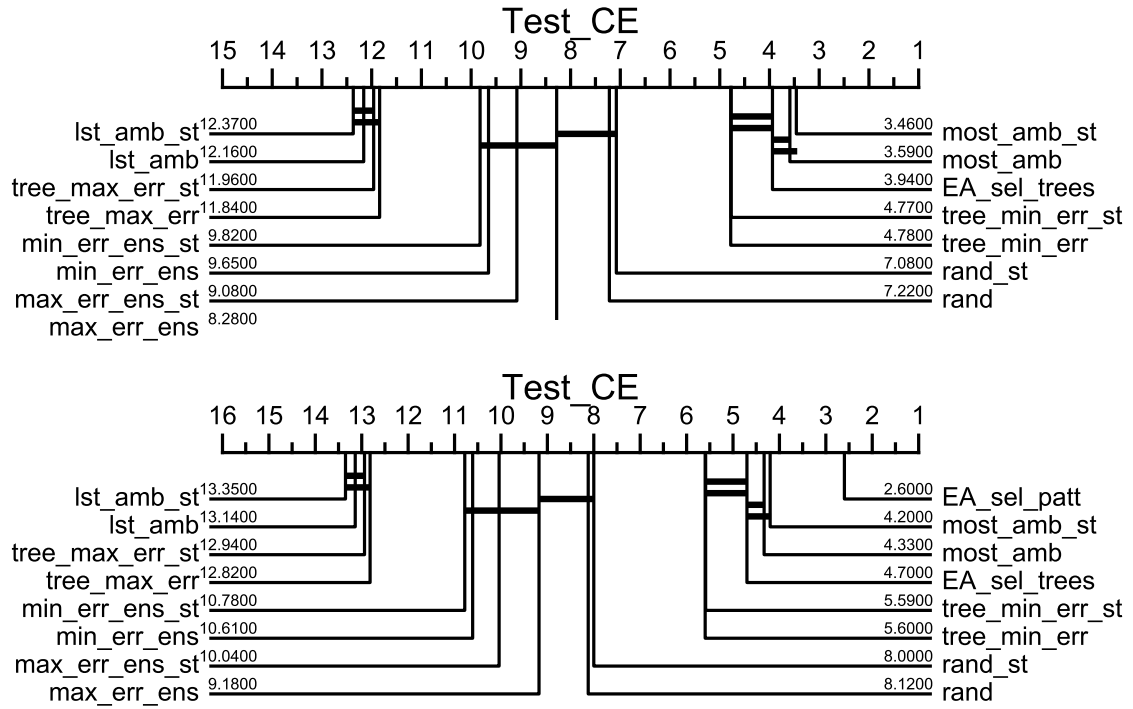 Test_CE
15 14 13 12 11 10 9 8 7 6 5 4 3 2 1
lst_amb_st 12.3700 3.4600 most_amb_st
lst_amb 12.1600 3.5900 most_amb
tree_max_err_st 11.9600 3.9400 EA_sel_trees
tree_max_err 11.8400 4.7700 tree_min_err_st
min_err_ens_st 9.8200 4.7800 tree_min_err
min_err_ens 9.6500 7.0800 rand_st
max_err_ens_st 9.0800 7.2200 rand
max_err_ens 8.2800
Test_CE
16 15 14 13 12 11 10 9 8 7 6 5 4 3 2 1
lst_amb_st 13.3500 2.6000 EA_sel_patt
lst_amb 13.1400 4.2000 most_amb_st
tree_max_err_st 12.9400 4.3300 most_amb
tree_max_err 12.8200 4.7000 EA_sel_trees
min_err_ens_st 10.7800 5.5900 tree_min_err_st
min_err_ens 10.6100 5.6000 tree_min_err
max_err_ens_st 10.0400 8.0000 rand_st
max_err_ens 9.1800 8.1200 rand